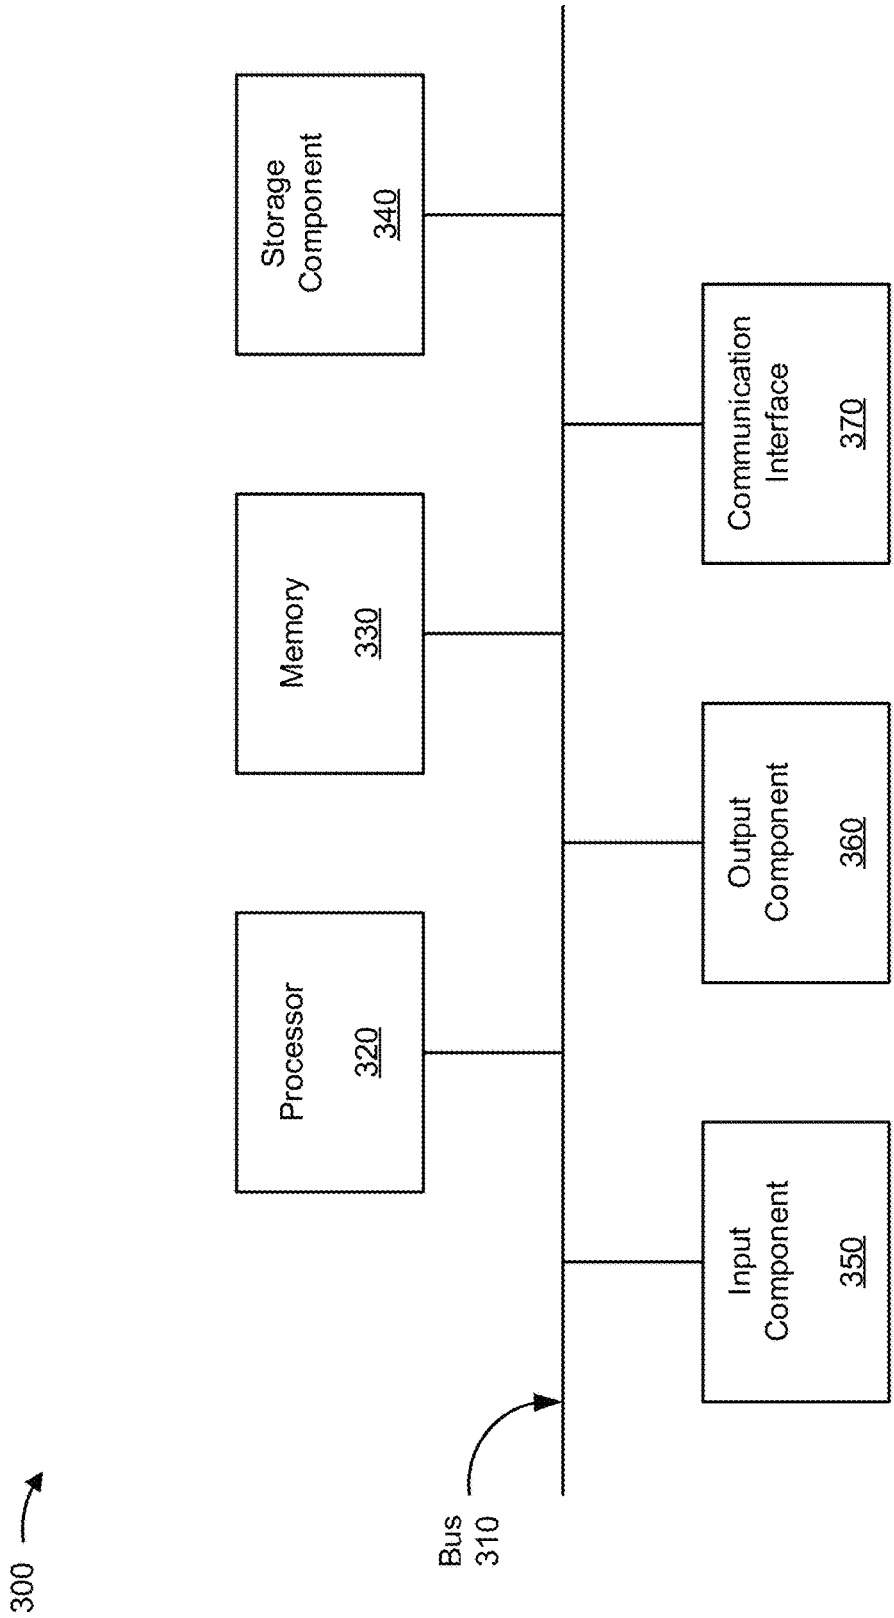 300
Processor
320
Memory
330
Storage
Component
340
Bus
310
Input
Component
350
Output
Component
360
Communication
Interface
370